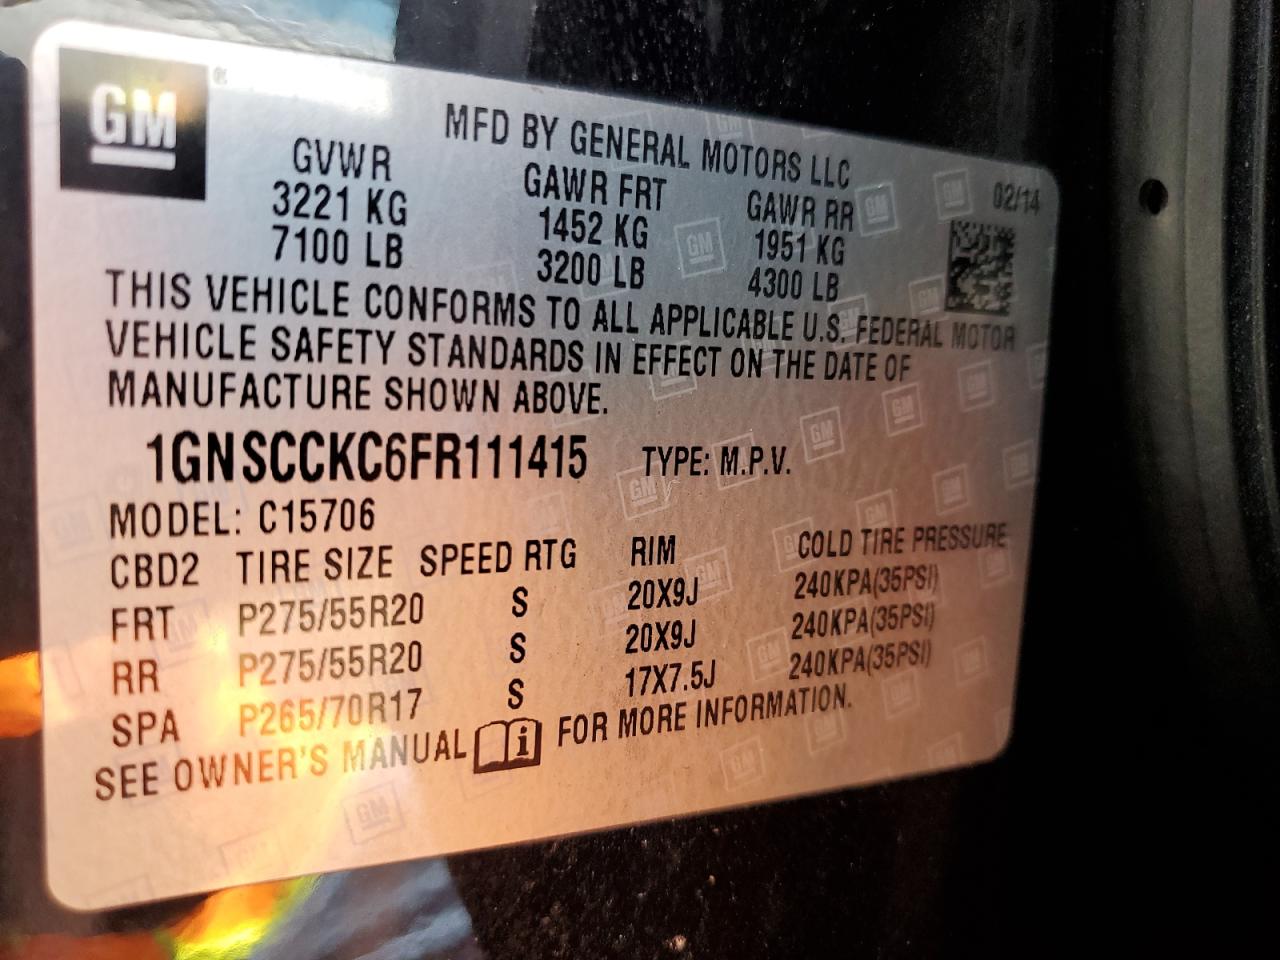 GM
MFD BY GENERAL MOTORS LLC
02/14
GVWR GAWR FRT GAWR RR
3221 KG 1452 KG 1951 KG
7100 LB 3200 LB 4300 LB
THIS VEHICLE CONFORMS TO ALL APPLICABLE U.S. FEDERAL MOTOR
VEHICLE SAFETY STANDARDS IN EFFECT ON THE DATE OF
MANUFACTURE SHOWN ABOVE.
1GNSCCKC6FR111415 TYPE: M.P.V.
MODEL: C15706
CBD2 TIRE SIZE SPEED RTG RIM COLD TIRE PRESSURE
FRT P275/55R20 S 20X9J 240KPA(35PSI)
RR P275/55R20 S 20X9J 240KPA(35PSI)
SPA P265/70R17 S 17X7.5J 240KPA(35PSI)
SEE OWNER'S MANUAL i FOR MORE INFORMATION.